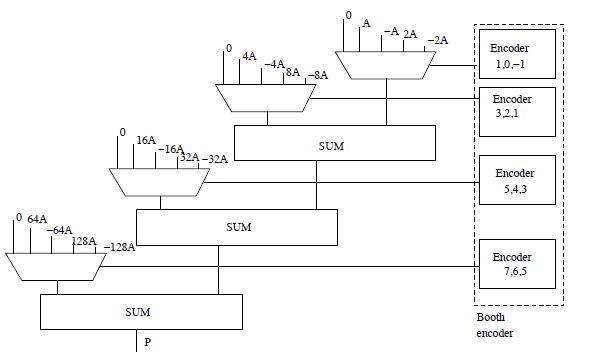 0 A −A 2A −2A
Encoder
1,0,−1
0 4A −4A 8A −8A
Encoder
3,2,1
SUM
0 16A −16A 32A −32A
Encoder
5,4,3
SUM
0 64A −64A 128A −128A
Encoder
7,6,5
SUM
Booth
encoder
P